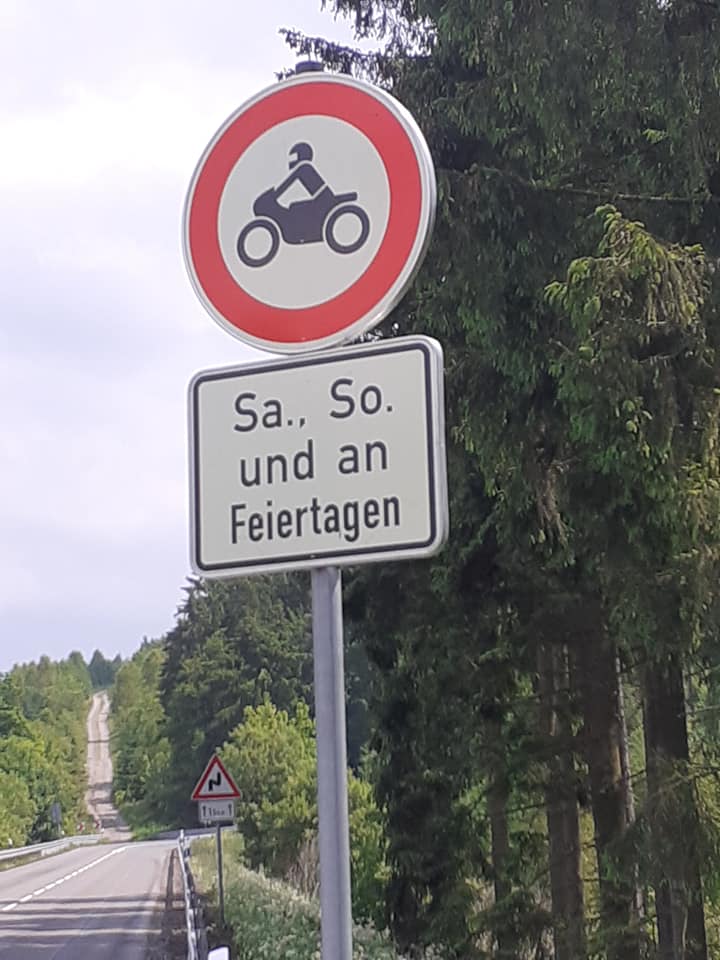 Sa., So.
und an
Feiertagen